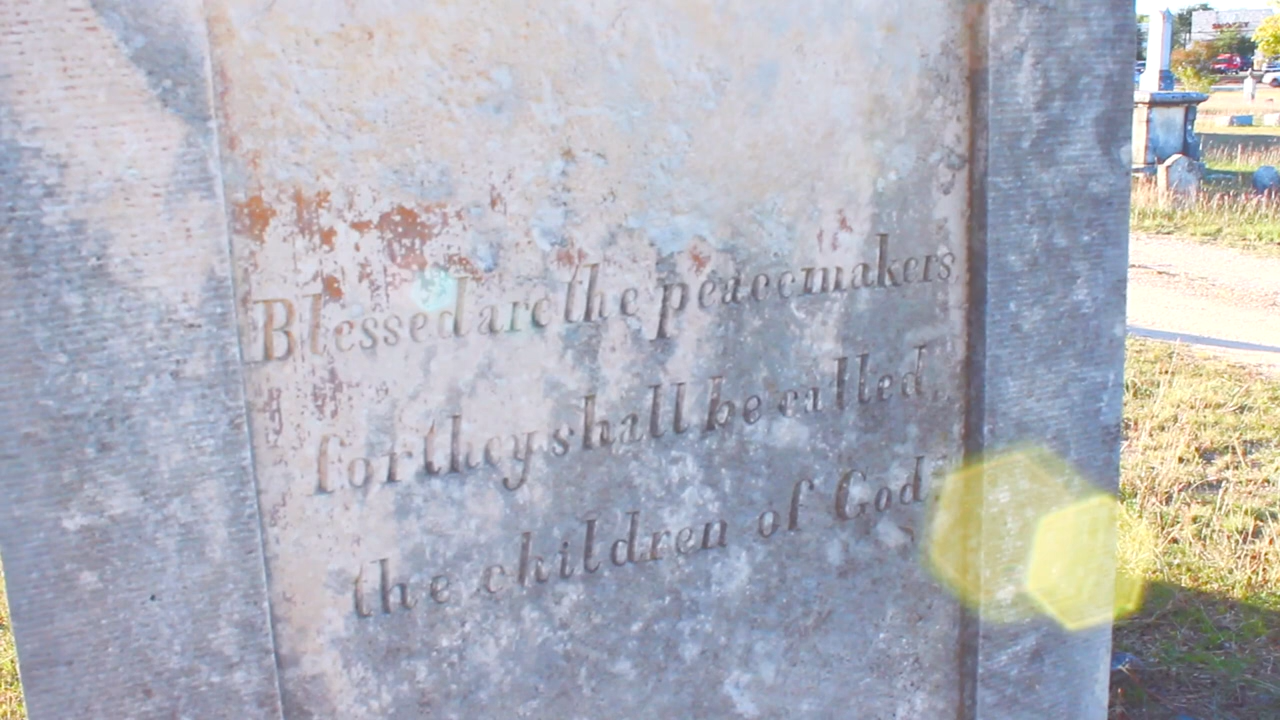 Blessed are the peacemakers
for they shall be called
the children of God.